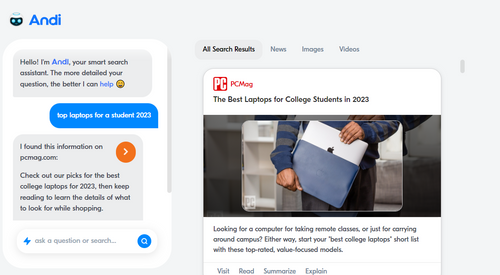 Andi
Hello! I'm Andi, your smart search
assistant. The more detailed your
question, the better I can help
top laptops for a student 2023
I found this information on
pcmag.com:
Check out our picks for the best
college laptops for 2023, then keep
reading to learn the details of what
to look for while shopping.
ask a question or search...
All Search Results
News
Images
Videos
PC
PCMag
The Best Laptops for College Students in 2023
PC
Looking for a computer for taking remote classes, or just for carrying
around campus? Either way, start your "best college laptops" short list
with these top-rated, value-focused models.
Visit Read Summarize Explain